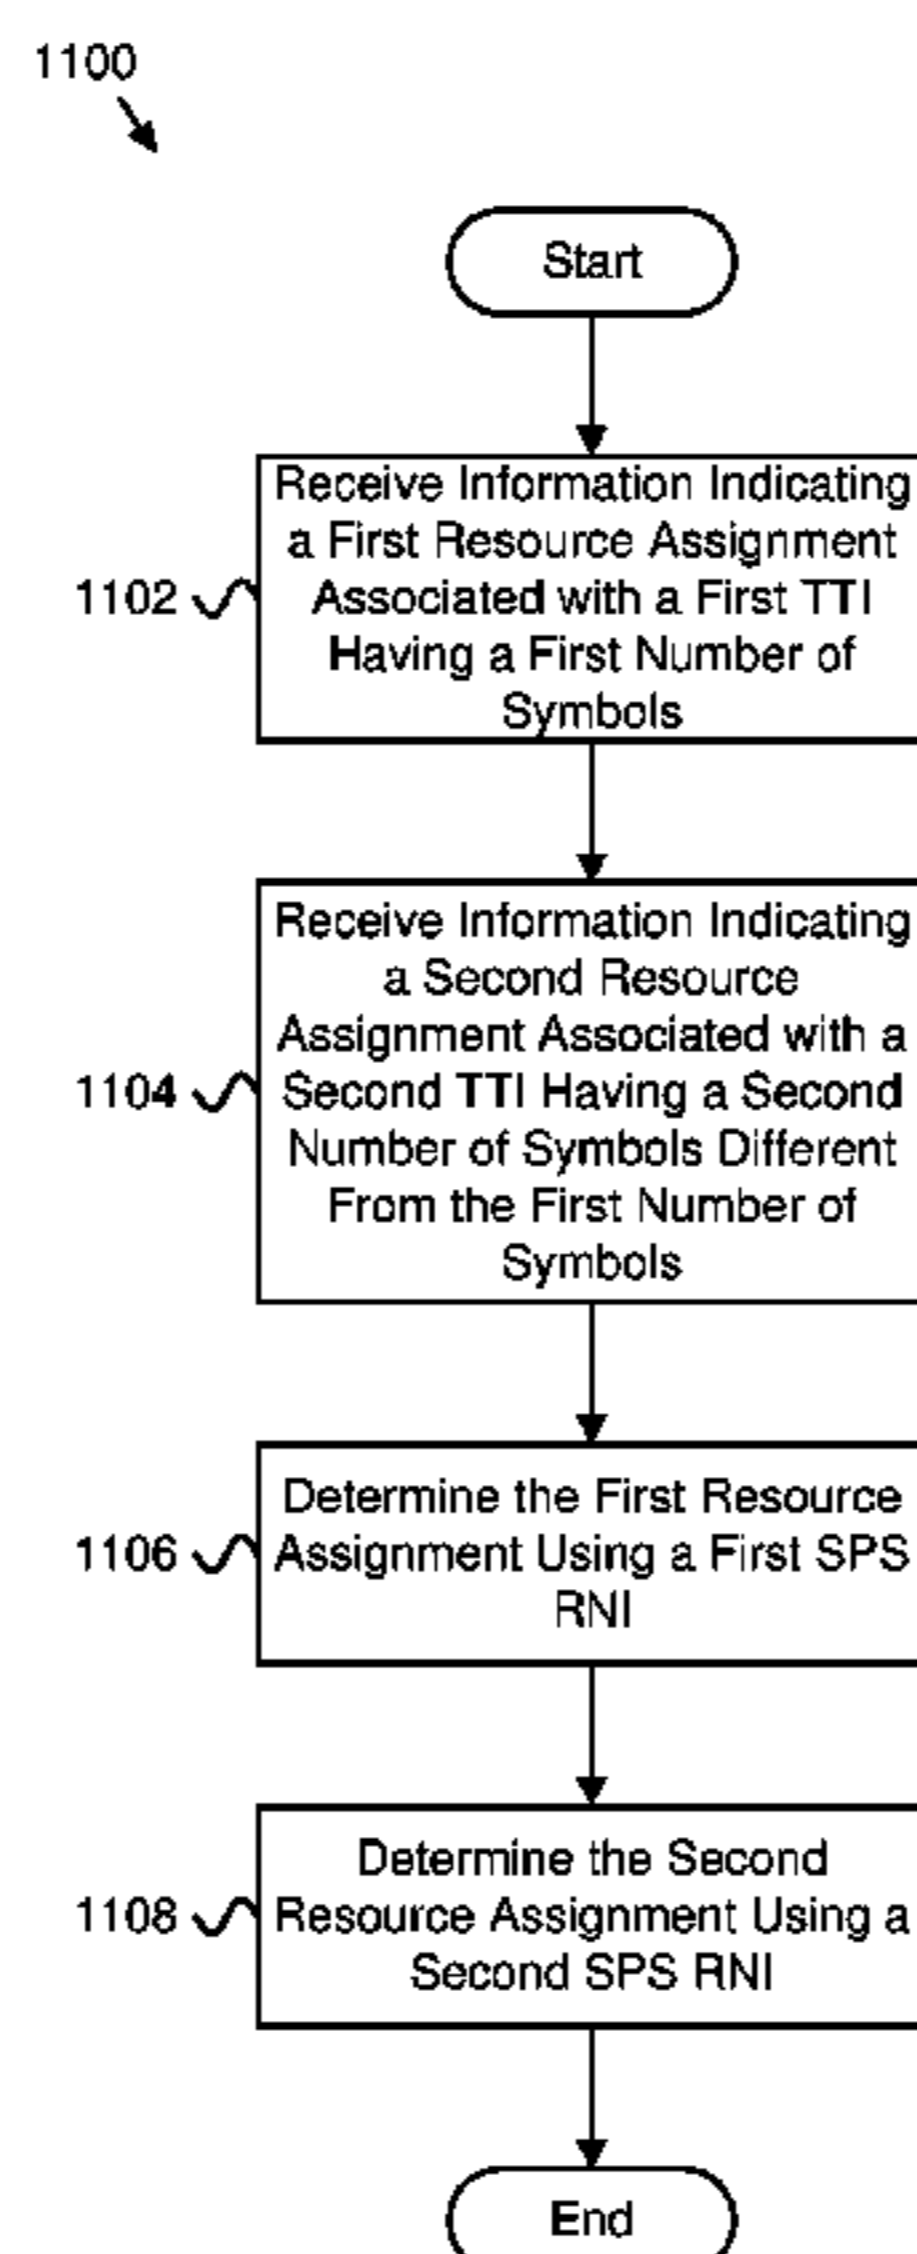 1100
Start
Receive Information Indicating
a First Resource Assignment
1102 Associated with a First TTI
Having a First Number of
Symbols
Receive Information Indicating
a Second Resource
Assignment Associated with a
1104 Second TTI Having a Second
Number of Symbols Different
From the First Number of
Symbols
Determine the First Resource
1106 Assignment Using a First SPS
RNI
Determine the Second
1108 Resource Assignment Using a
Second SPS RNI
End